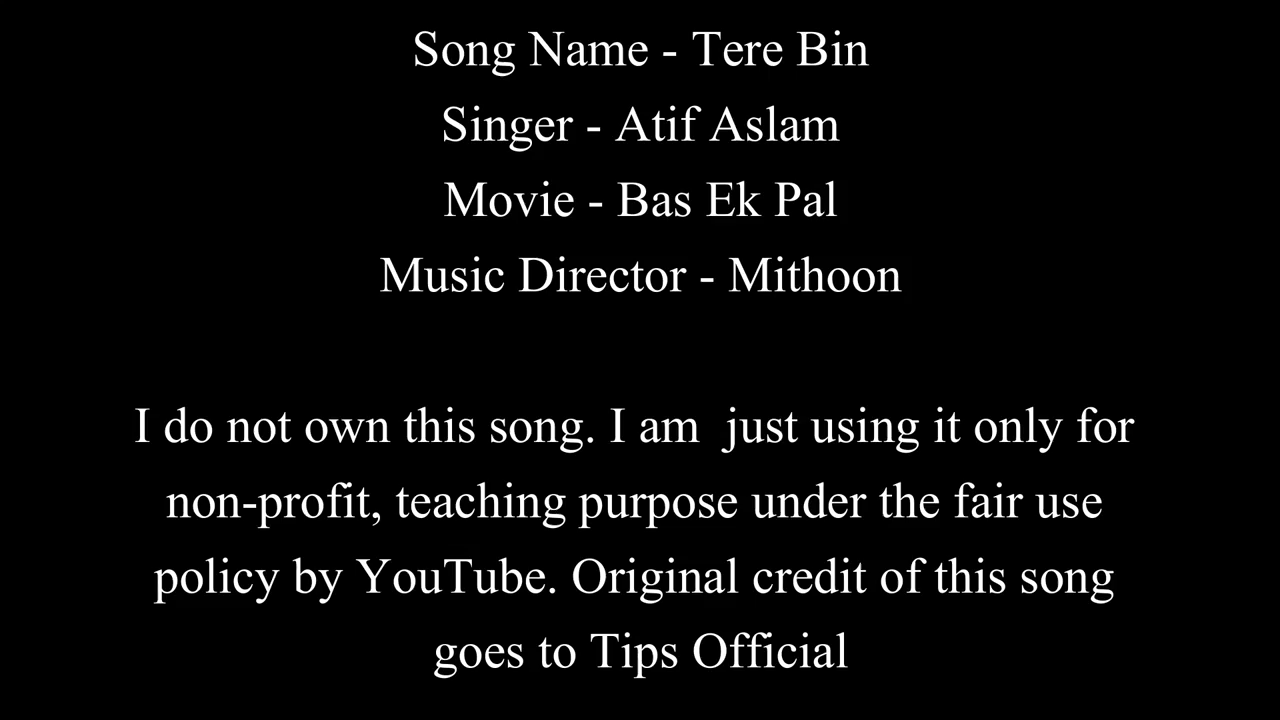 Song Name - Tere Bin
Singer - Atif Aslam
Movie - Bas Ek Pal
Music Director - Mithoon
I do not own this song. I am  just using it only for
non-profit, teaching purpose under the fair use
policy by YouTube. Original credit of this song
goes to Tips Official